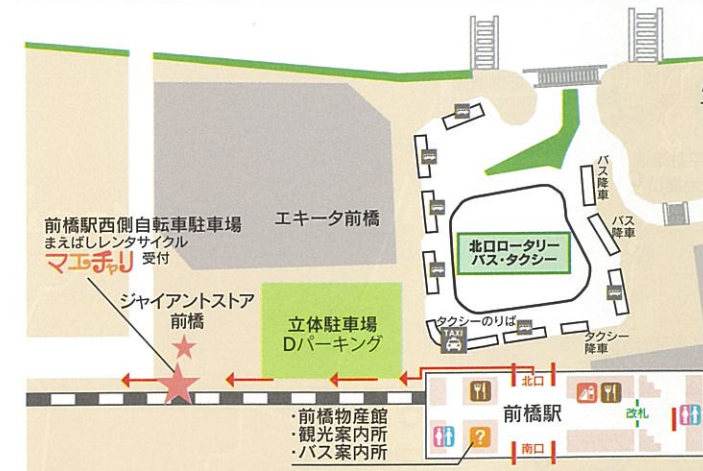 前橋駅西側自転車駐車場
まえばしレンタサイクル
マエチャリ 受付
ジャイアントストア
前橋
エキータ前橋
立体駐車場
Dパーキング
北口ロータリー
バス・タクシー
バス
降車
バス
降車
タクシーのりば
TAXI
タクシー
降車
北口
前橋駅
改札
南口
?
・前橋物産館
・観光案内所
・バス案内所